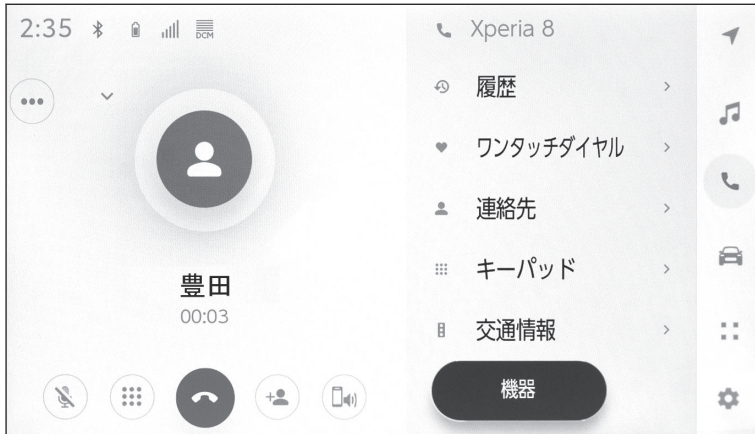 2:35
DCM
豊田
00:03
Xperia 8
履歴
ワンタッチダイヤル
連絡先
キーパッド
交通情報
機器